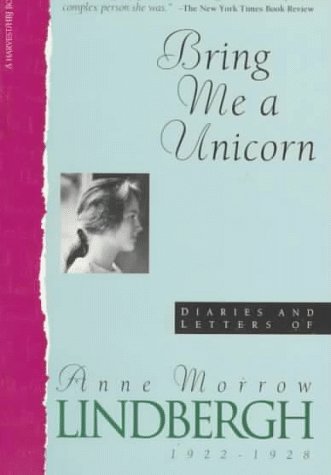 complex person she was." –The New York Times Book Review
A HARVEST/HBJ BO
Bring
Me a
Unicorn
DIARIES AND
LETTERS OF
Anne Morrow
LINDBERGH
1922-1928